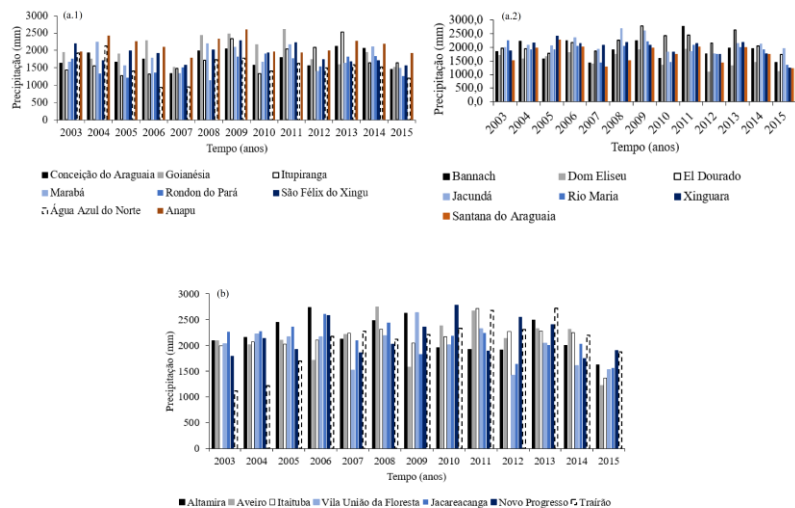 (a.1)
Precipitação (mm)
3000
2500
2000
1500
1000
500
0
2003 2004 2005 2006 2007 2008 2009 2010 2011 2012 2013 2014 2015
Tempo (anos)
Conceição do Araguaia Goianésia Itupiranga
Marabá Rondon do Pará São Félix do Xingu
Água Azul do Norte Anapu
(a.2)
Precipitação (mm)
3000,0
2500,0
2000,0
1500,0
1000,0
500,0
0,0
2003 2004 2005 2006 2007 2008 2009 2010 2011 2012 2013 2014 2015
Tempo (anos)
Bannach Dom Eliseu El Dourado
Jacundá Rio Maria Xinguara
Santana do Araguaia
(b)
Precipitação (mm)
3000
2500
2000
1500
1000
500
0
2003 2004 2005 2006 2007 2008 2009 2010 2011 2012 2013 2014 2015
Tempo (anos)
Altamira Aveiro Itaituba Vila União da Floresta Jacareacanga Novo Progresso Trairão